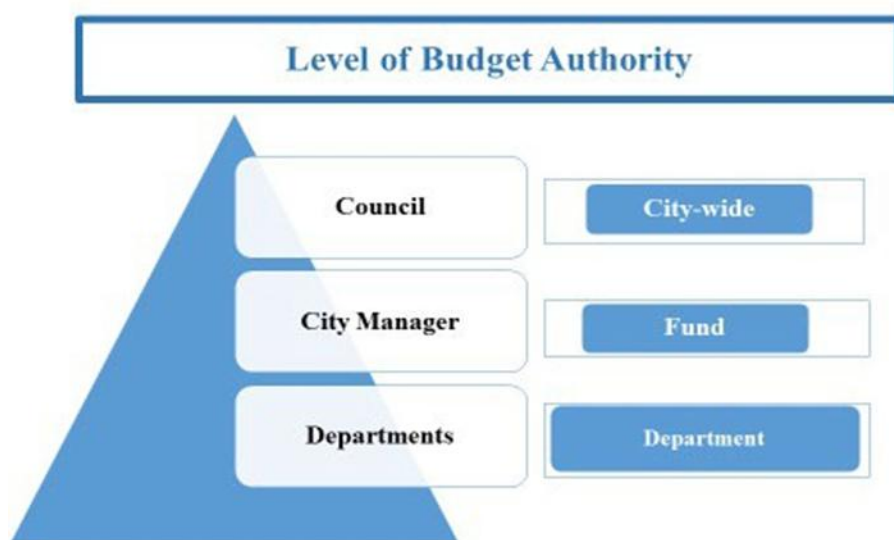 Level of Budget Authority
Council
City-wide
City Manager
Fund
Departments
Department